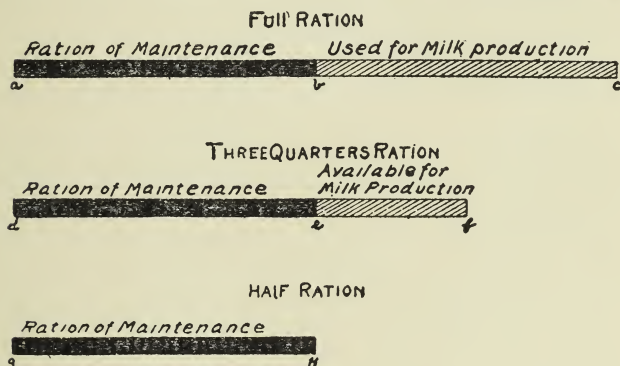 FULL RATION
Ration of Maintenance Used for Milk production
a b c
THREE QUARTERS RATION
Available for
Ration of Maintenance Milk Production
d e f
HALF RATION
Ration of Maintenance
g H